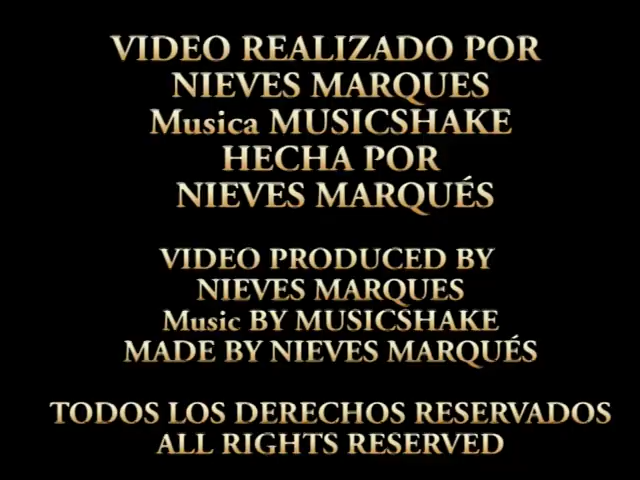 VIDEO REALIZADO POR
NIEVES MARQUES
Musica MUSICSHAKE
HECHA POR
NIEVES MARQUÉS
VIDEO PRODUCED BY
NIEVES MARQUES
Music BY MUSICSHAKE
MADE BY NIEVES MARQUÉS
TODOS LOS DERECHOS RESERVADOS
ALL RIGHTS RESERVED